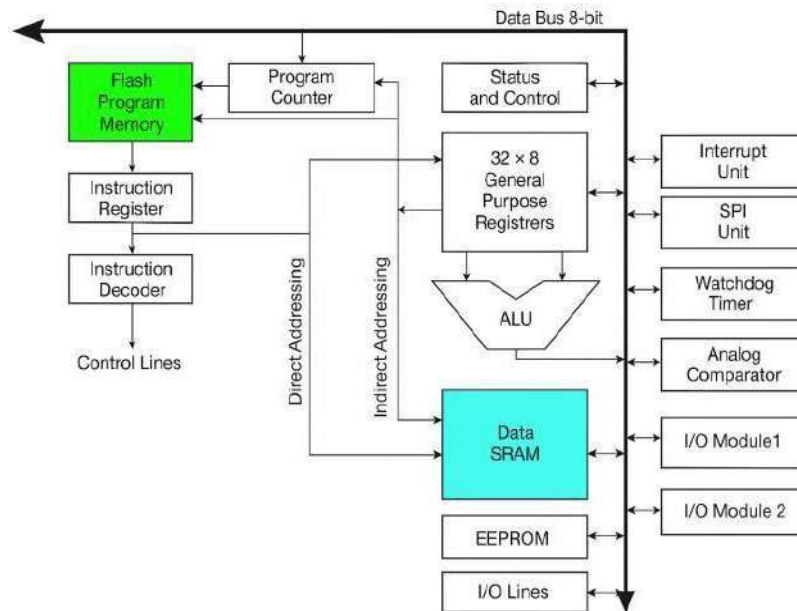 Data Bus 8-bit
Flash
Program
Memory
Program
Counter
Status
and Control
32 × 8
General
Purpose
Registrers
Interrupt
Unit
Instruction
Register
SPI
Unit
Instruction
Decoder
Direct Addressing
Indirect Addressing
ALU
Watchdog
Timer
Control Lines
Analog
Comparator
Data
SRAM
I/O Module1
I/O Module 2
EEPROM
I/O Lines